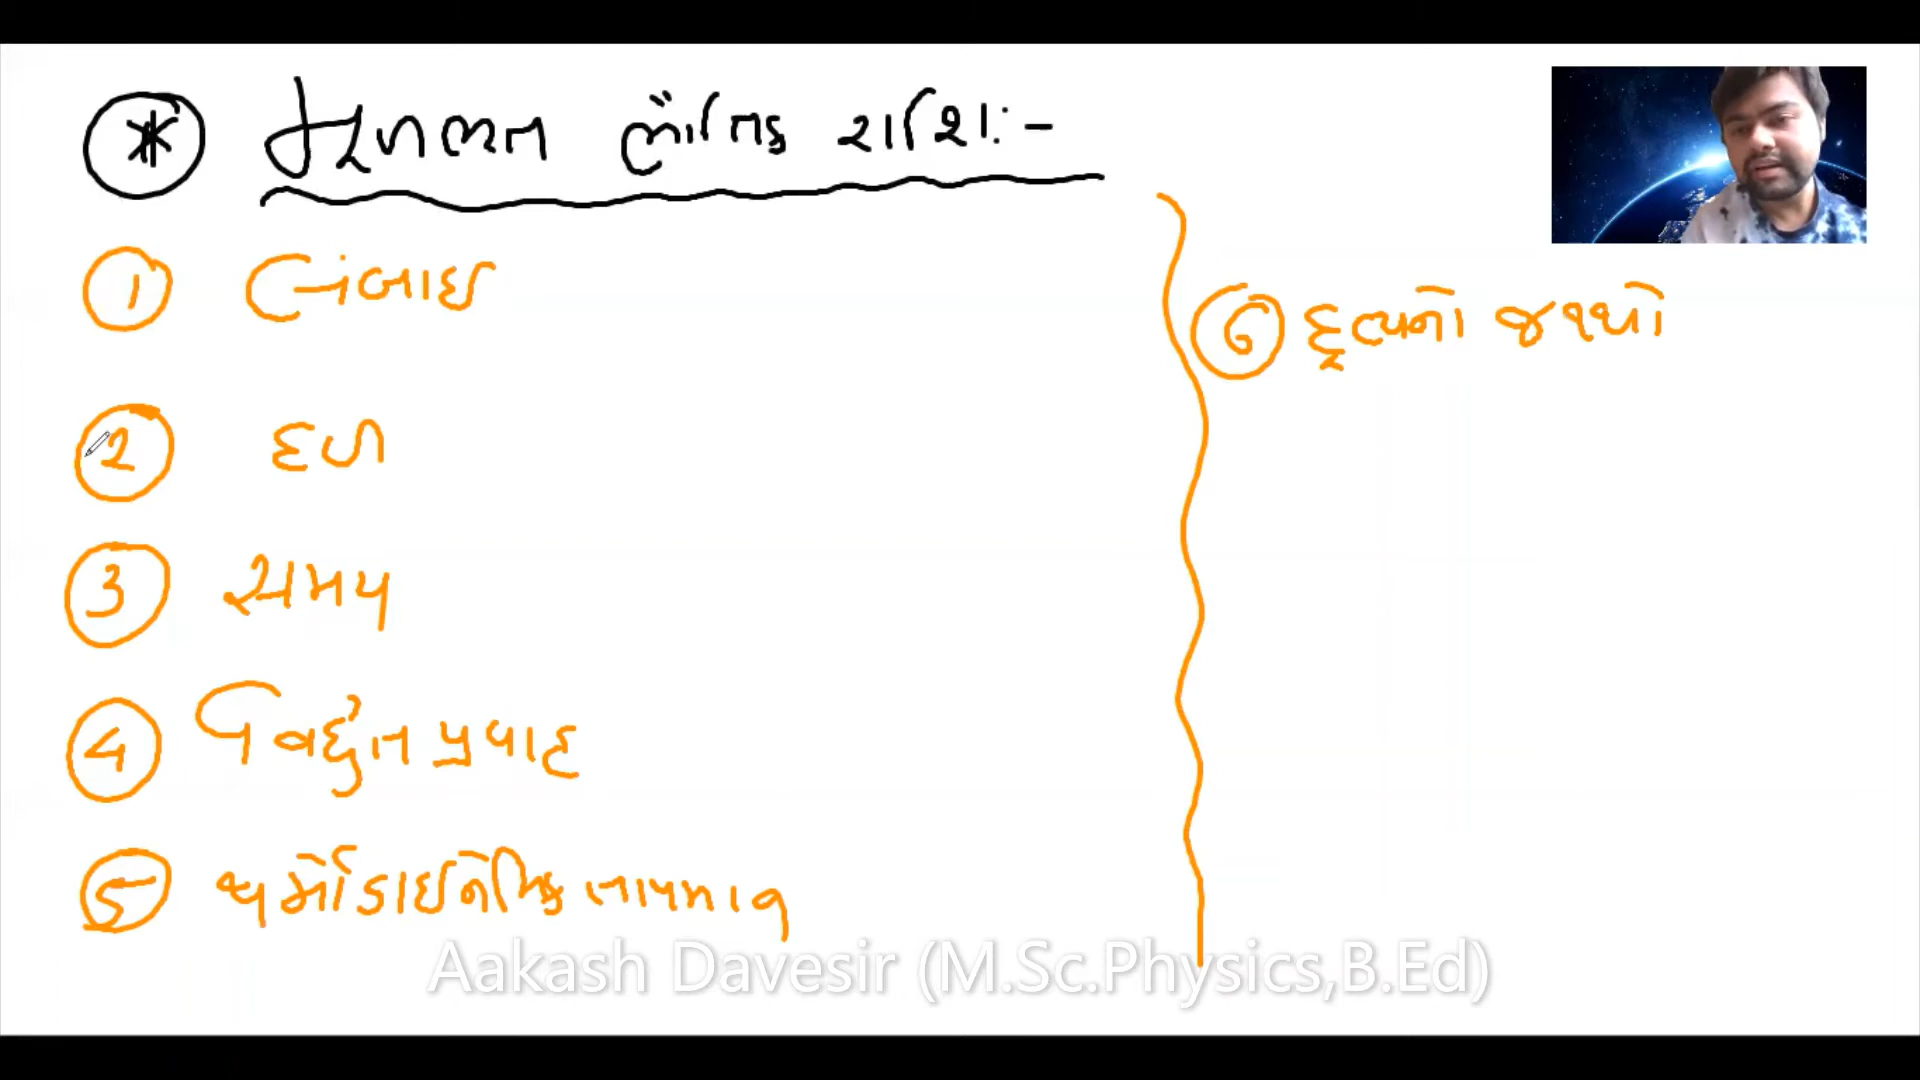 * મૂળભૂત ભૌતિક રાશિ :-
1 લંબાઇ
2 દળ
3 સમય
4 વિદ્યુત પ્રવાહ
5 થર્મોડાઇનેમિક તાપમાન
6 દ્રવ્યનો જથ્થો
Aakash Davesir (M.Sc.Physics,B.Ed)